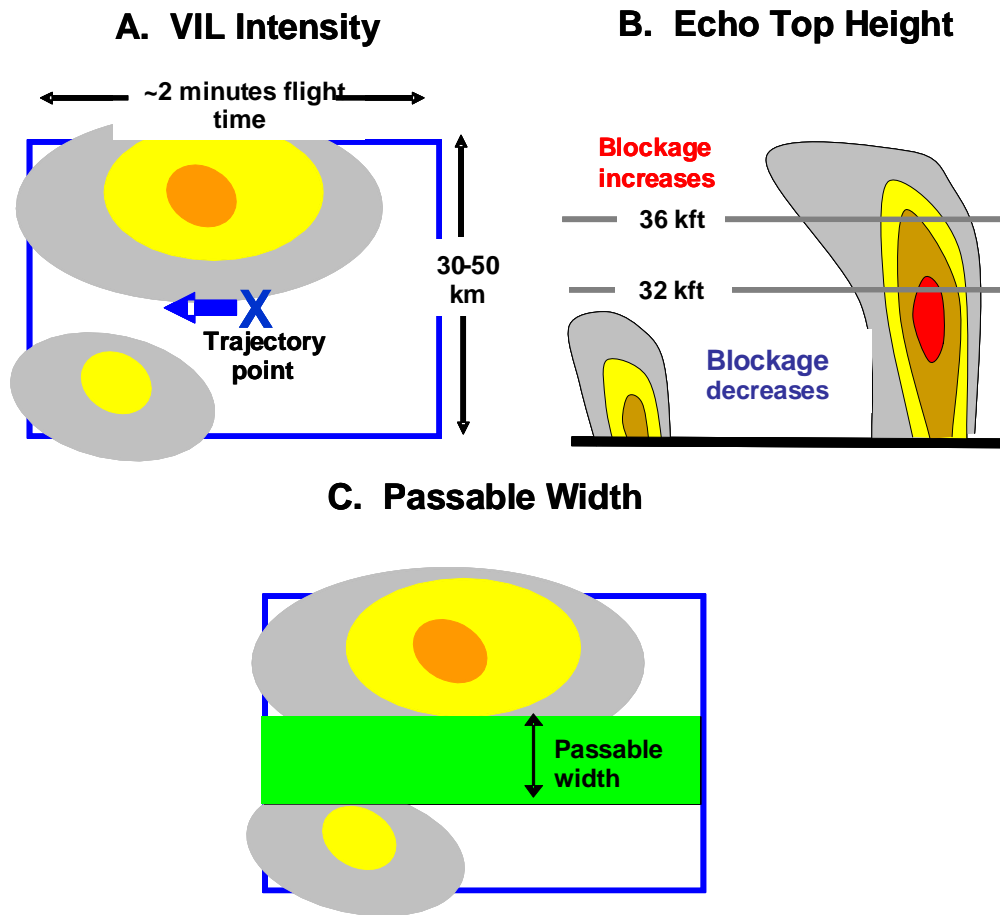 A. VIL Intensity
~2 minutes flight
time
X
Trajectory
point
30-50
km
B. Echo Top Height
Blockage
increases
36 kft
32 kft
Blockage
decreases
C. Passable Width
Passable
width